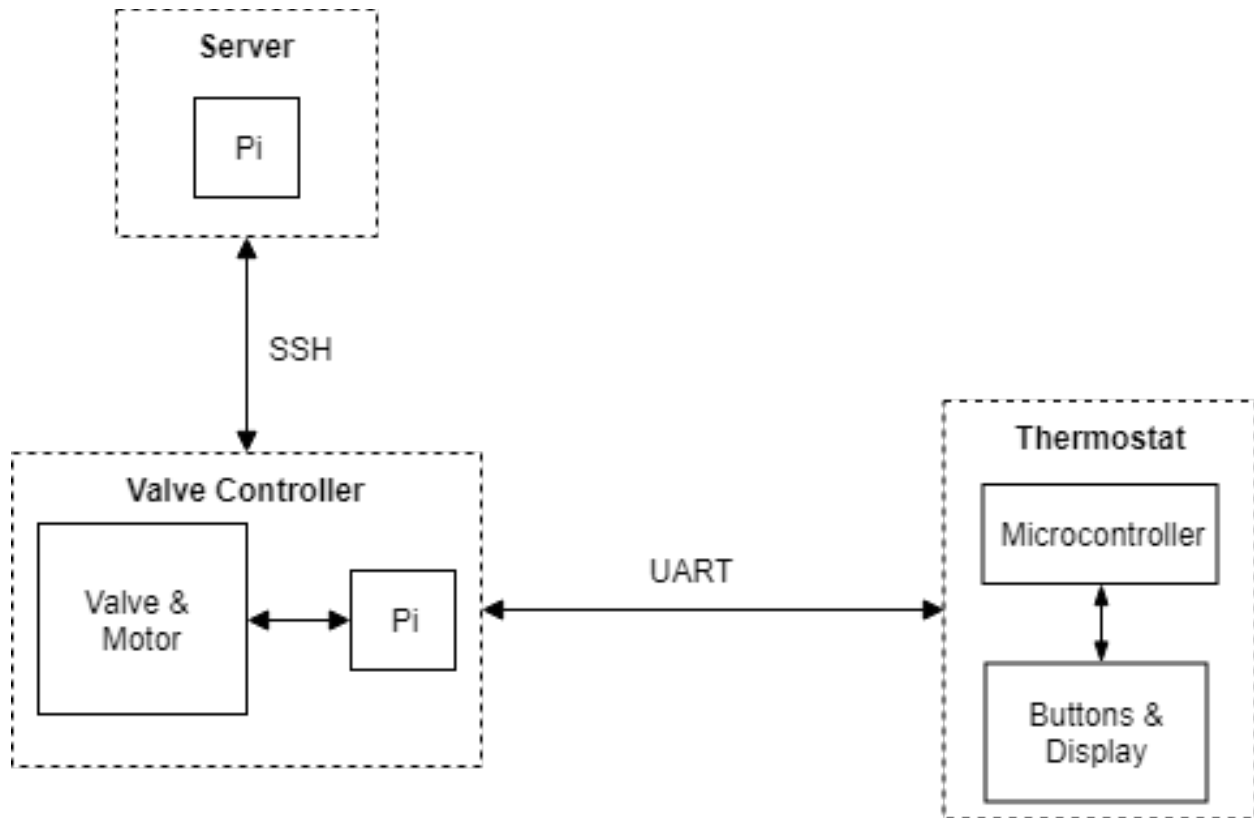 Server
Pi
SSH
Valve Controller
Valve &
Motor
Pi
UART
Thermostat
Microcontroller
Buttons &
Display